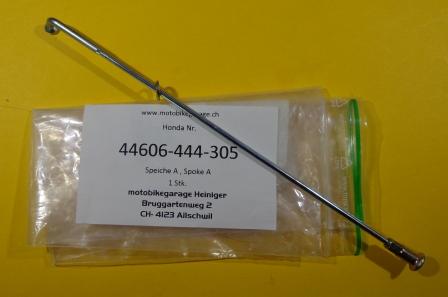 www.motobikegarage.ch
Honda Nr.
44606-444-305
Speiche A , Spoke A
1 Stk.
motobikegarage Heiniger
Bruggartenweg 2
CH- 4123 Allschwil